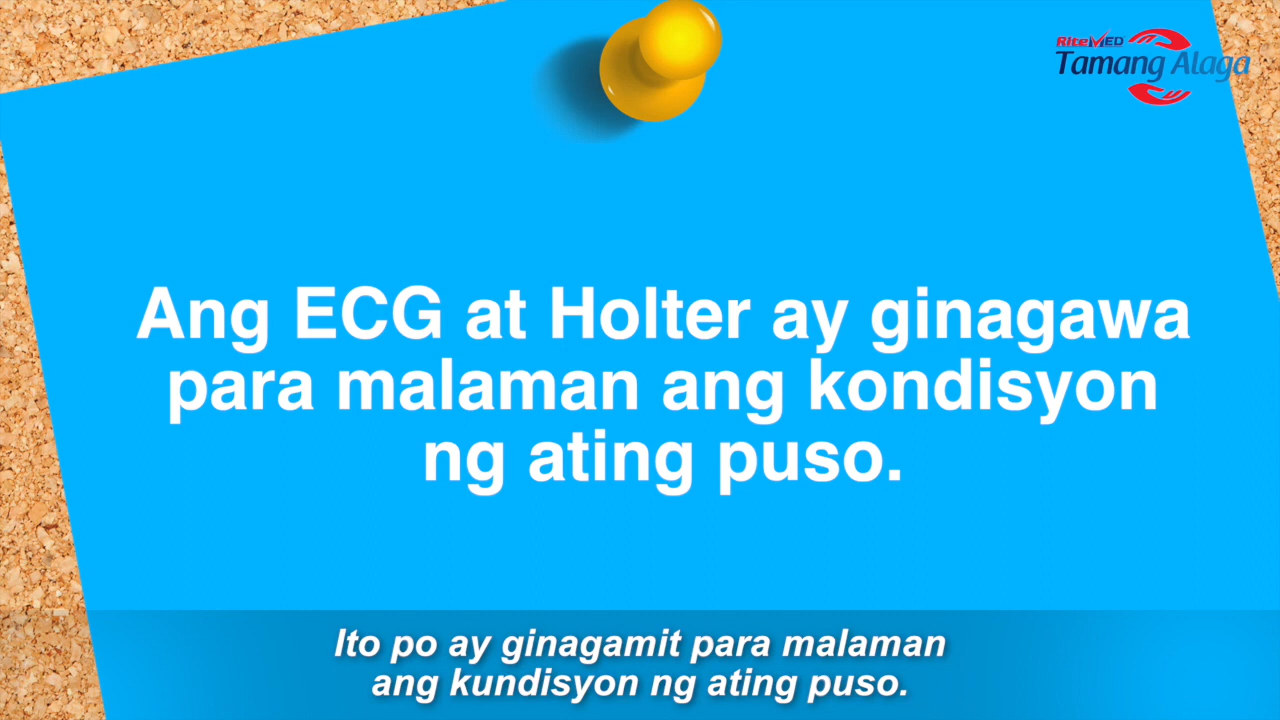 RiteMED
Tamang Alaga
Ang ECG at Holter ay ginagawa
para malaman ang kondisyon
ng ating puso.
Ito po ay ginagamit para malaman
ang kundisyon ng ating puso.